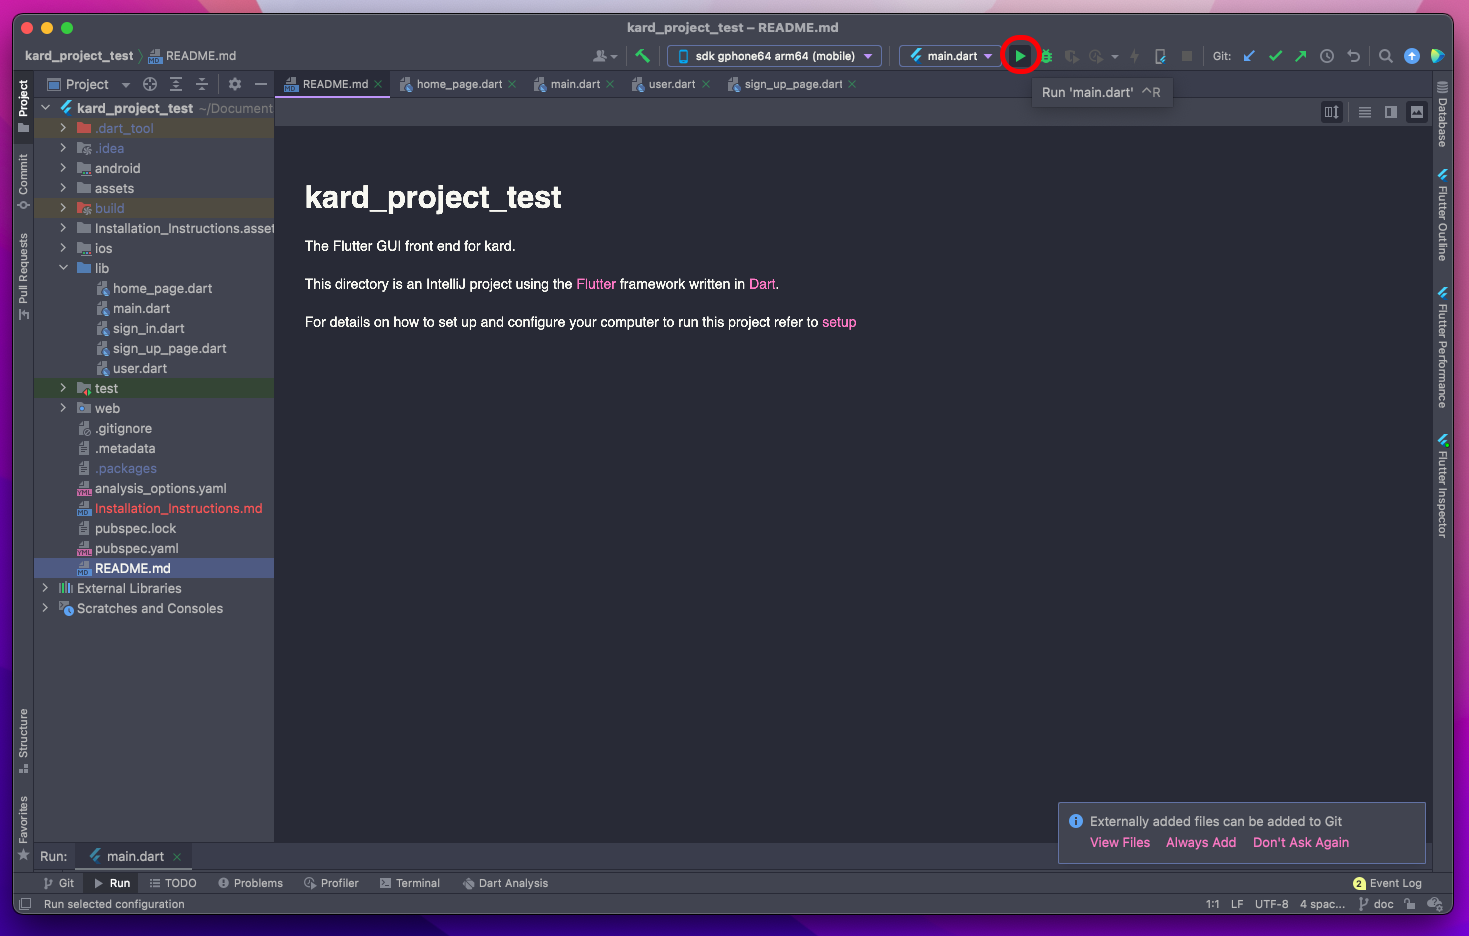 kard_project_test – README.md
kard_project_test README.md
sdk gphone64 arm64 (mobile)
main.dart
Git:
Project
README.md
home_page.dart
main.dart
user.dart
sign_up_page.dart
Run 'main.dart' ^R
Project
Commit
Pull Requests
Structure
Favorites
kard_project_test ~/Document
.dart_tool
.idea
android
assets
build
Installation_Instructions.asset
ios
lib
home_page.dart
main.dart
sign_in.dart
sign_up_page.dart
user.dart
test
web
.gitignore
.metadata
.packages
analysis_options.yaml
Installation_Instructions.md
pubspec.lock
pubspec.yaml
README.md
External Libraries
Scratches and Consoles
kard_project_test
The Flutter GUI front end for kard.
This directory is an IntelliJ project using the Flutter framework written in Dart.
For details on how to set up and configure your computer to run this project refer to setup
Database
Flutter Outline
Flutter Performance
Flutter Inspector
Externally added files can be added to Git
View Files Always Add Don't Ask Again
Run: main.dart
Git Run TODO Problems Profiler Terminal Dart Analysis
2 Event Log
Run selected configuration
1:1 LF UTF-8 4 spac... doc